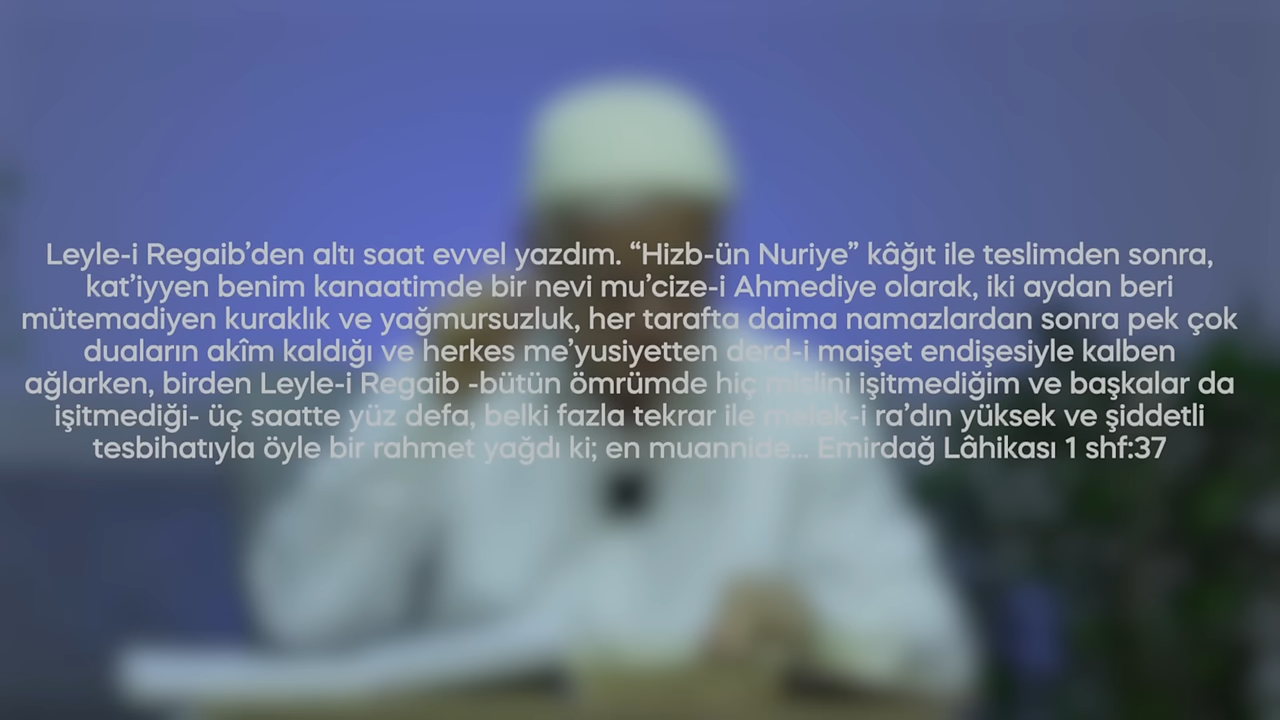 Leyle-i Regaib’den altı saat evvel yazdım. “Hizb-ün Nuriye” kâğıt ile teslimden sonra,
kat’iyyen benim kanaatimde bir nevi mu’cize-i Ahmediye olarak, iki aydan beri
mütemadiyen kuraklık ve yağmursuzluk, her tarafta daima namazlardan sonra pek çok
duaların akîm kaldığı ve herkes me’yusiyetten derd-i maişet endişesiyle kalben
ağlarken, birden Leyle-i Regaib -bütün ömrümde hiç mislini işitmediğim ve başkalar da
işitmediği- üç saatte yüz defa, belki fazla tekrar ile melek-i ra’dın yüksek ve şiddetli
tesbihatıyla öyle bir rahmet yağdı ki; en muannide... Emirdağ Lâhikası 1 shf:37